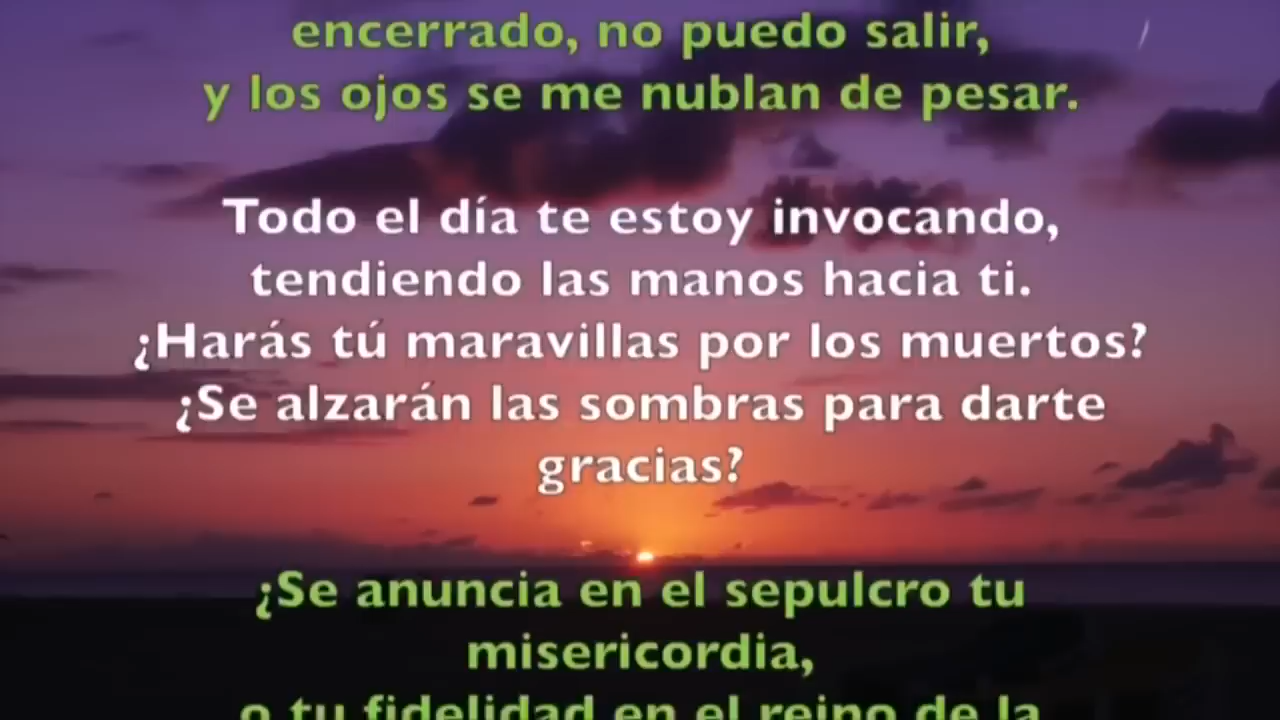 encerrado, no puedo salir,
y los ojos se me nublan de pesar.
Todo el día te estoy invocando,
tendiendo las manos hacia ti.
¿Harás tú maravillas por los muertos?
¿Se alzarán las sombras para darte
gracias?
¿Se anuncia en el sepulcro tu
misericordia,
o tu fidelidad en el reino de la